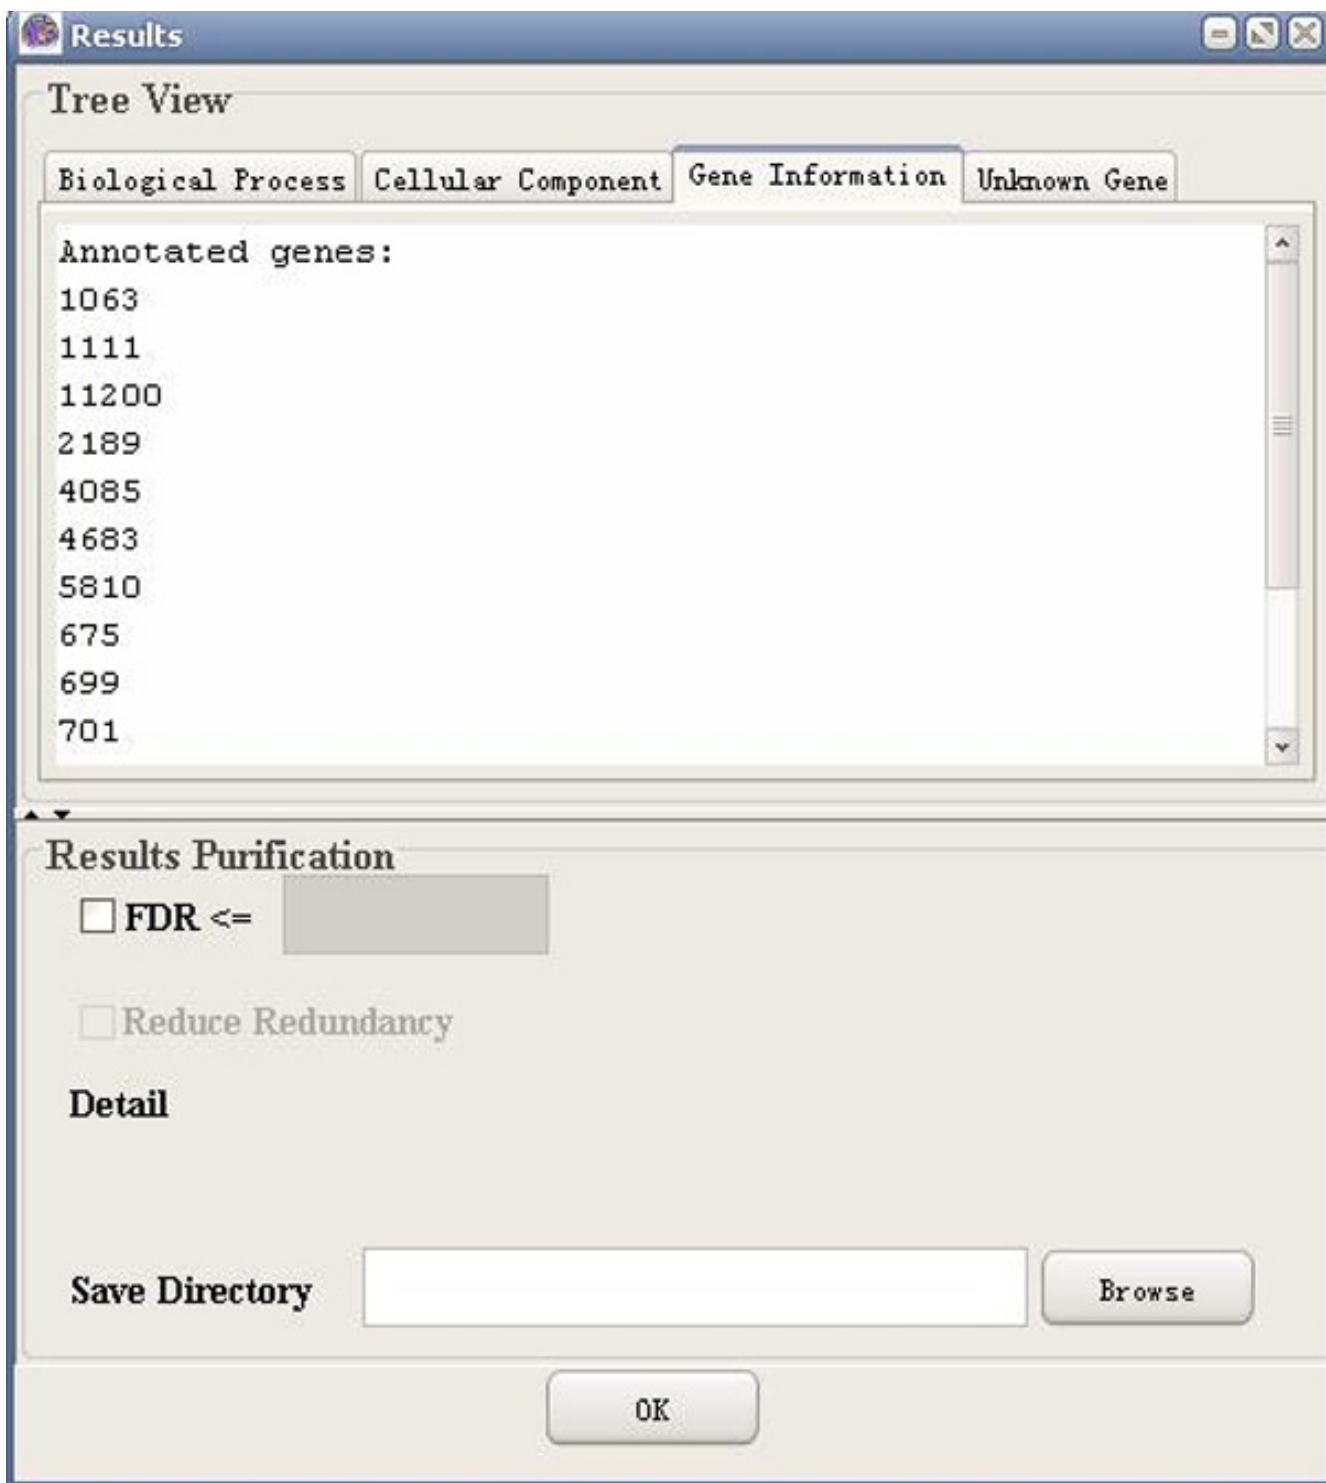 Results
Tree View
Biological Process Cellular Component Gene Information Unknown Gene
Annotated genes:
1063
1111
11200
2189
4085
4683
5810
675
699
701
Results Purification
FDR <=
Reduce Redundancy
Detail
Save Directory Browse
OK